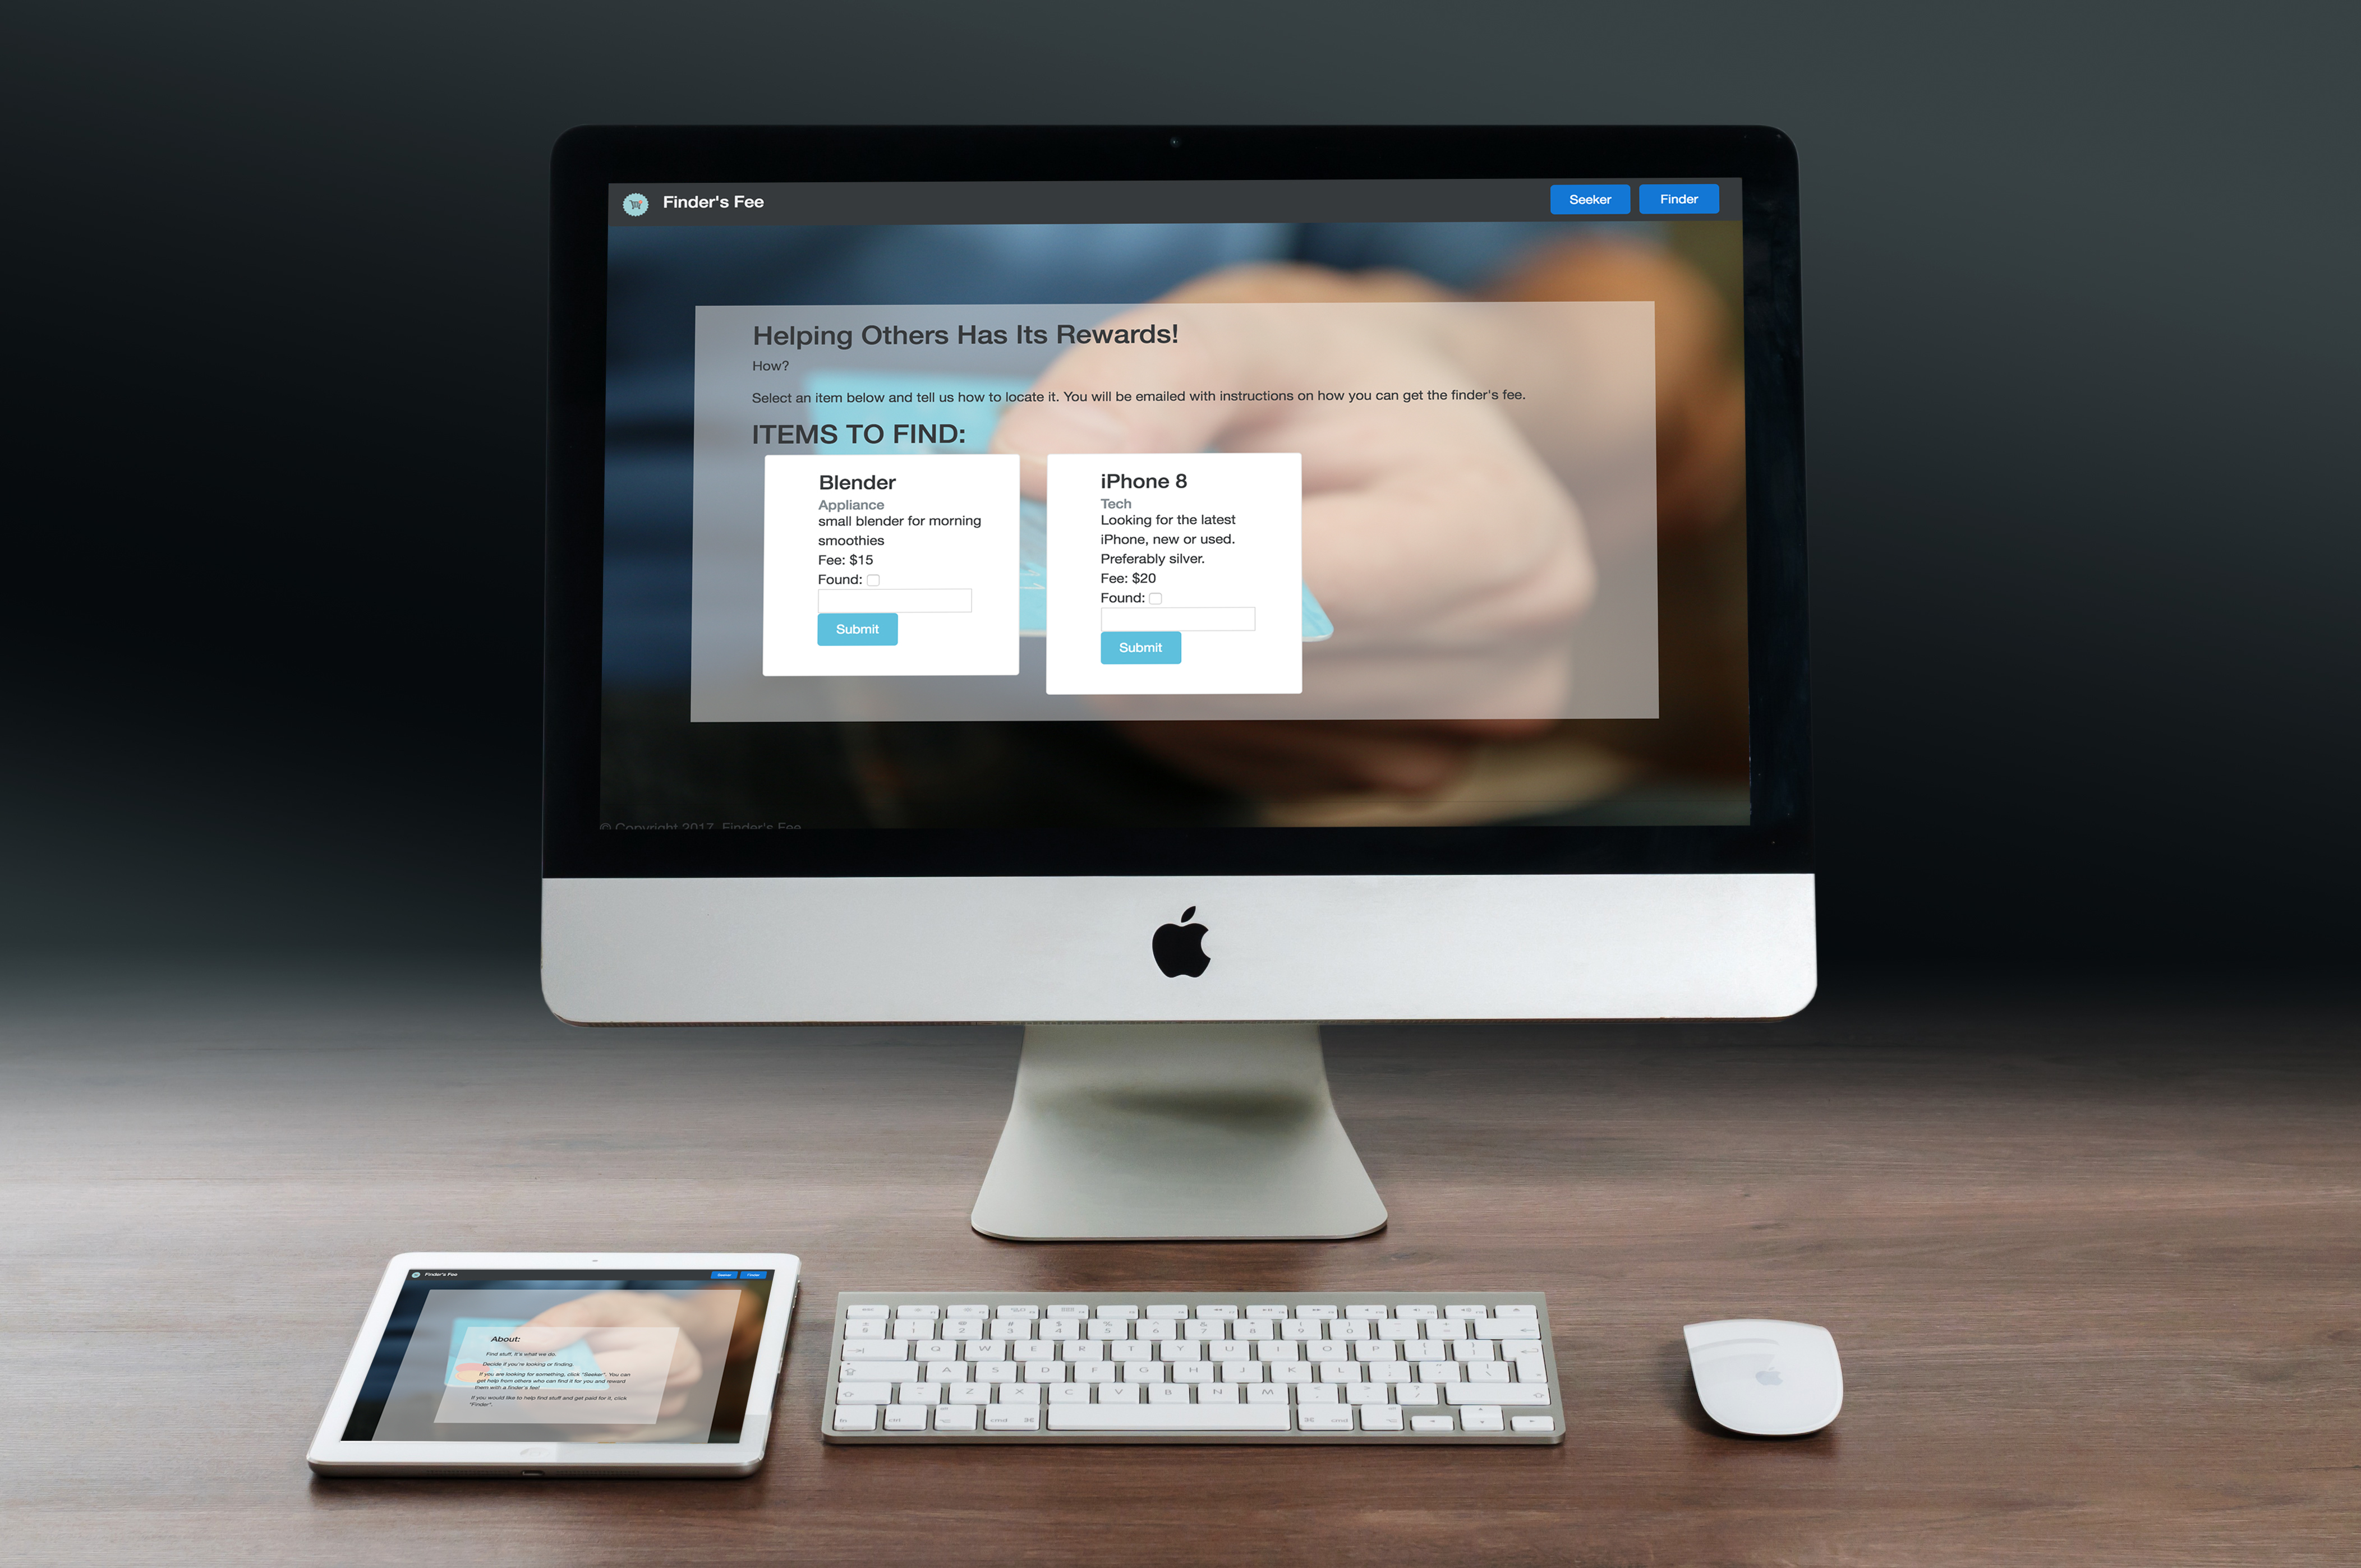 Finder's Fee
Seeker
Finder
Helping Others Has Its Rewards!
How?
Select an item below and tell us how to locate it. You will be emailed with instructions on how you can get the finder's fee.
ITEMS TO FIND:
Blender
Appliance
small blender for morning
smoothies
Fee: $15
Found:
Submit
iPhone 8
Tech
Looking for the latest
iPhone, new or used.
Preferably silver.
Fee: $20
Found:
Submit
© Copyright 2017, Finder's Fee
Finder's Fee
Seeker
Finder
About:
Find stuff, it's what we do.
Decide if you're looking or finding.
If you are looking for something, click "Seeker". You can
get help from others who can find it for you and reward
them with a finder's fee!
If you would like to help find stuff and get paid for it, click
"Finder".
Q W E R T Y U I O P
A S D F G H J K L
Z X C V B N M
fn
cmd
cmd